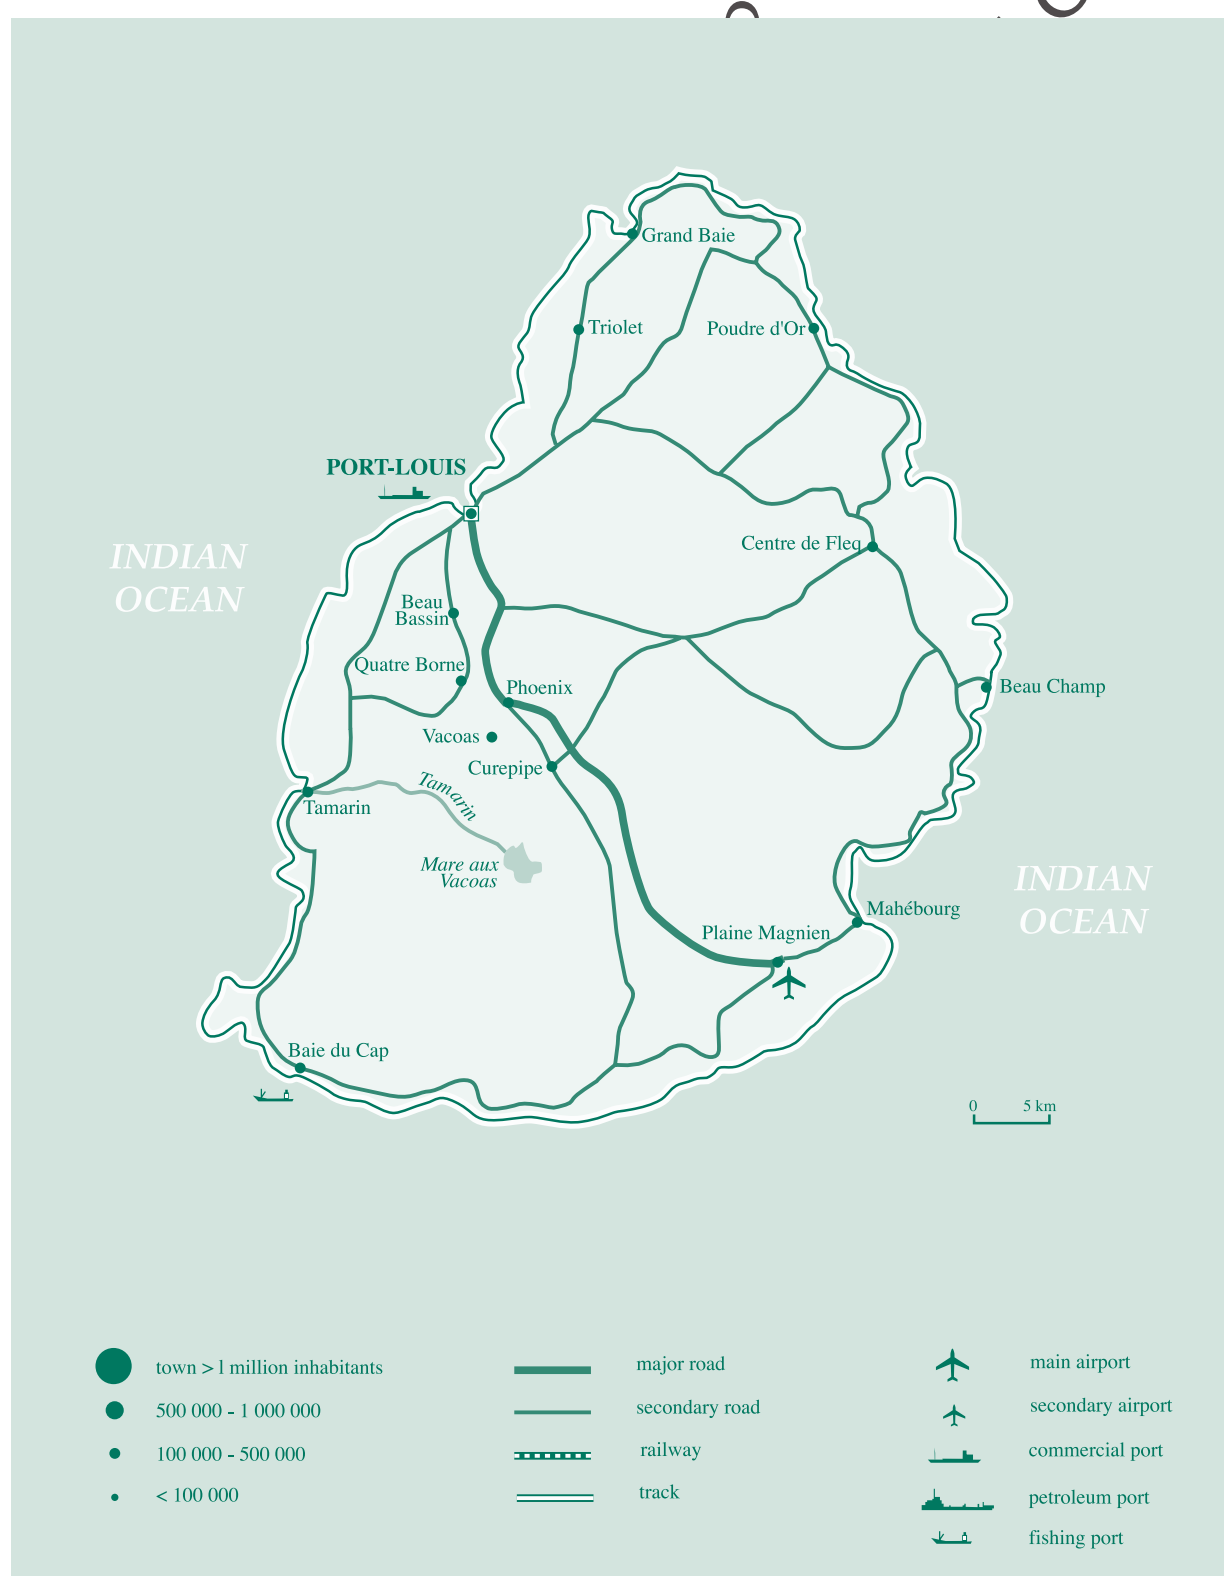 Grand Baie
Triolet
Poudre d'Or
PORT-LOUIS
INDIAN
OCEAN
Centre de Fleq
Beau
Bassin
Quatre Borne
Phoenix
Beau Champ
Vacoas
Curepipe
Tamarin
Tamarin
Mare aux
Vacoas
INDIAN
OCEAN
Mahébourg
Plaine Magnien
Baie du Cap
0 5 km
town > 1 million inhabitants
500 000 - 1 000 000
100 000 - 500 000
< 100 000
major road
secondary road
railway
track
main airport
secondary airport
commercial port
petroleum port
fishing port